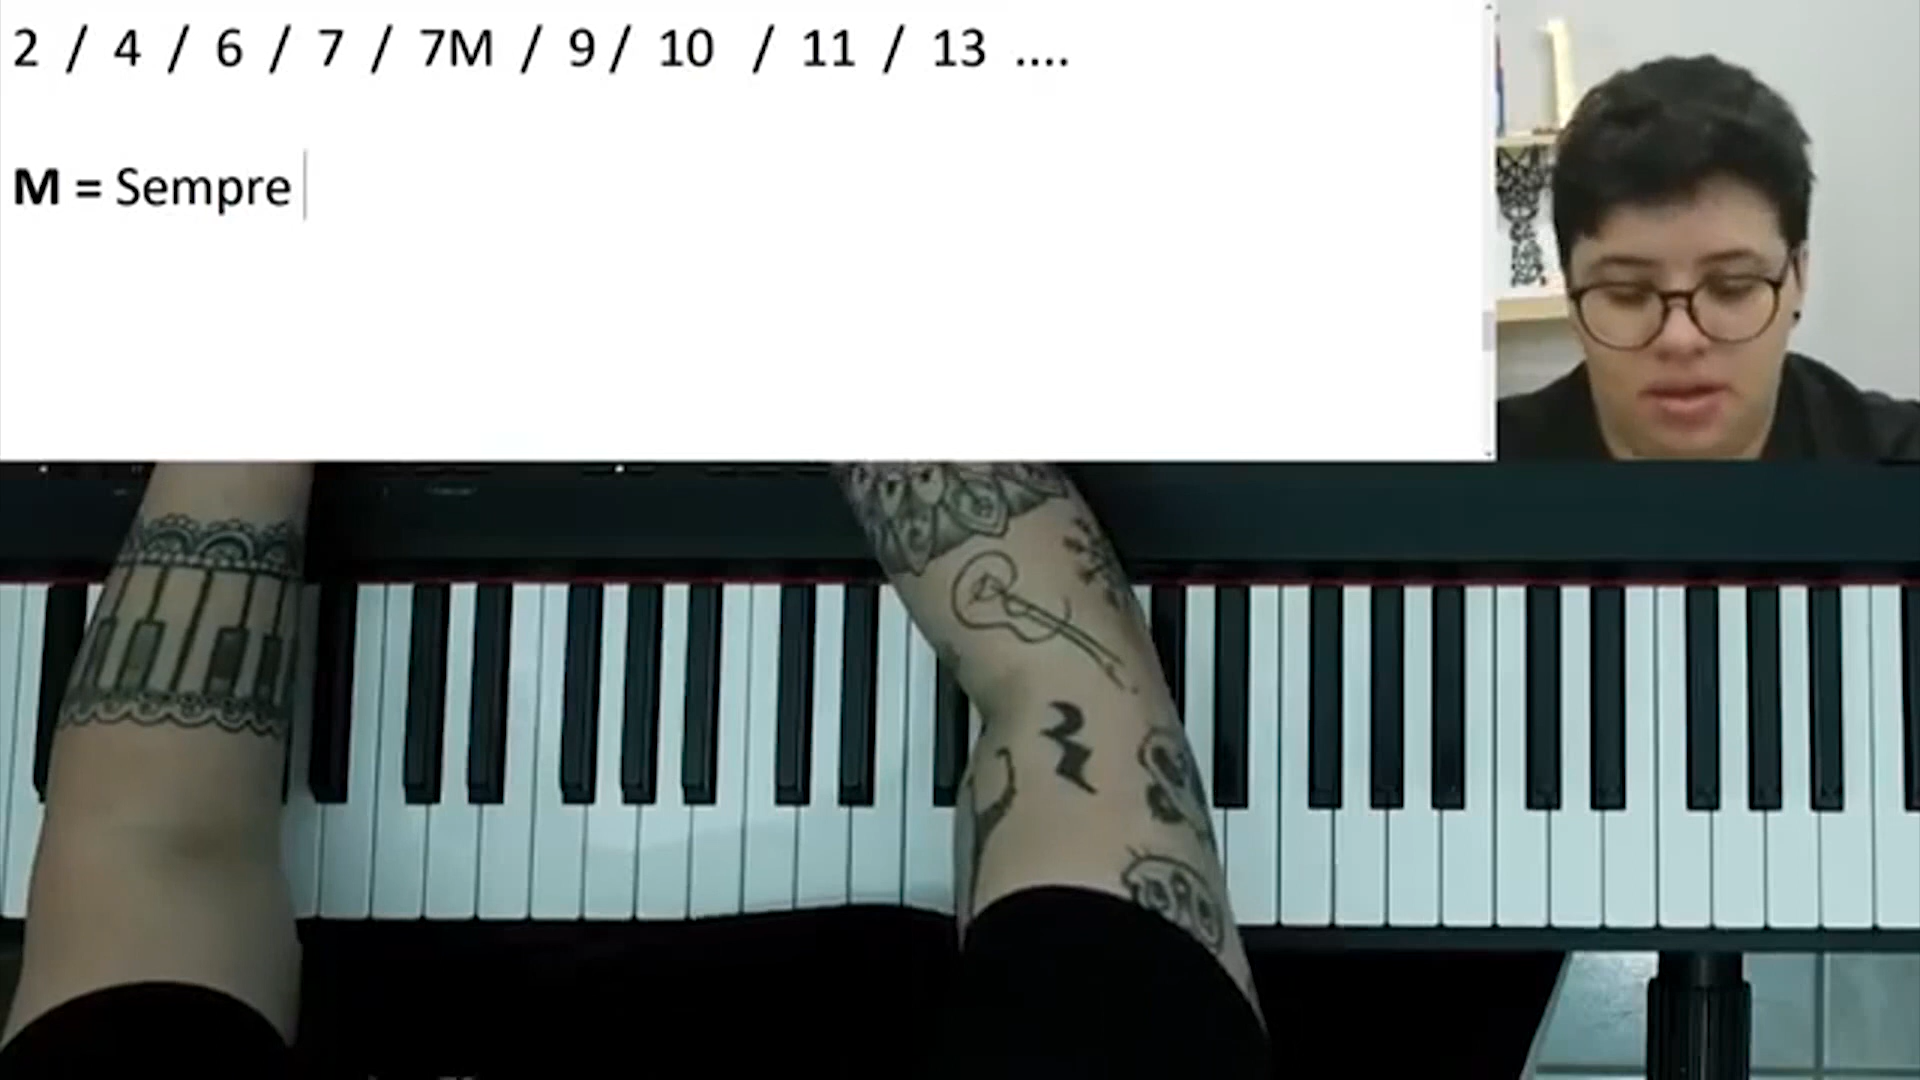 2 / 4 / 6 / 7 / 7M / 9 / 10 / 11 / 13 ....
M = Sempre